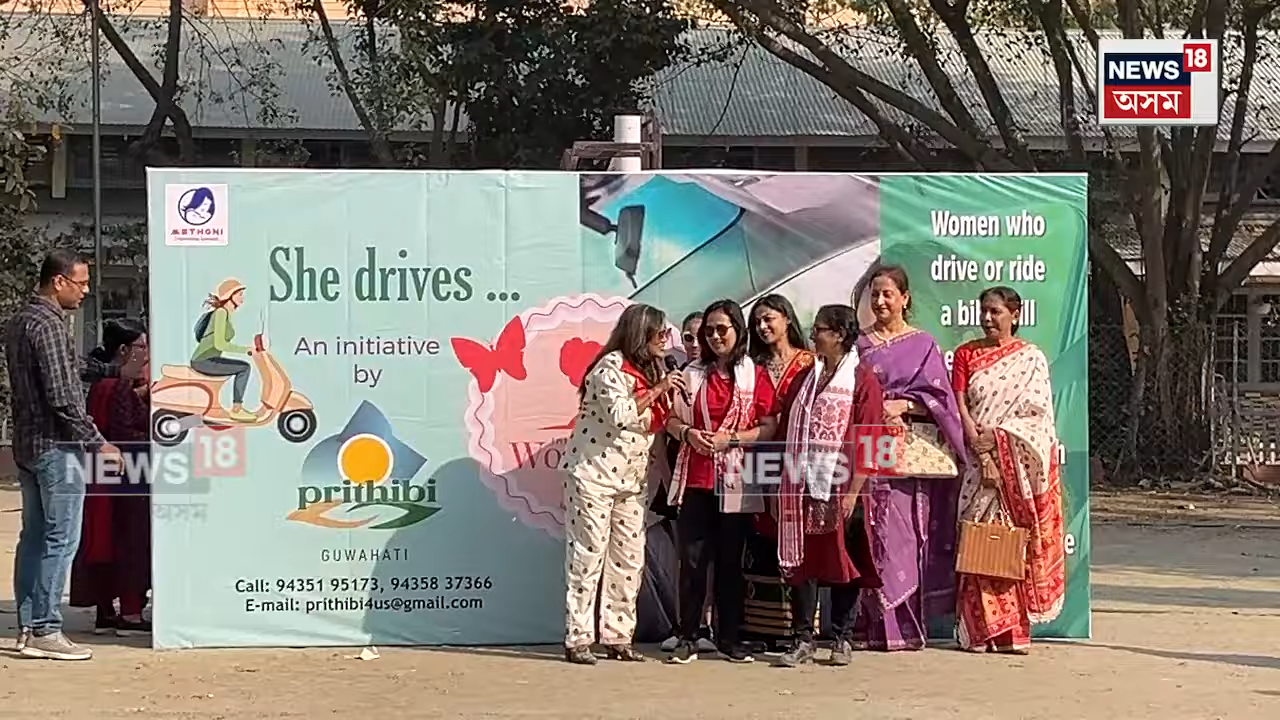 NEWS 18
অসম
METHONI
She drives ...
An initiative
by
prithibi
GUWAHATI
Call: 94351 95173, 94358 37366
E-mail: prithibi4us@gmail.com
Women who
drive or ride
a
NEWS 18
অসম
NEWS 18